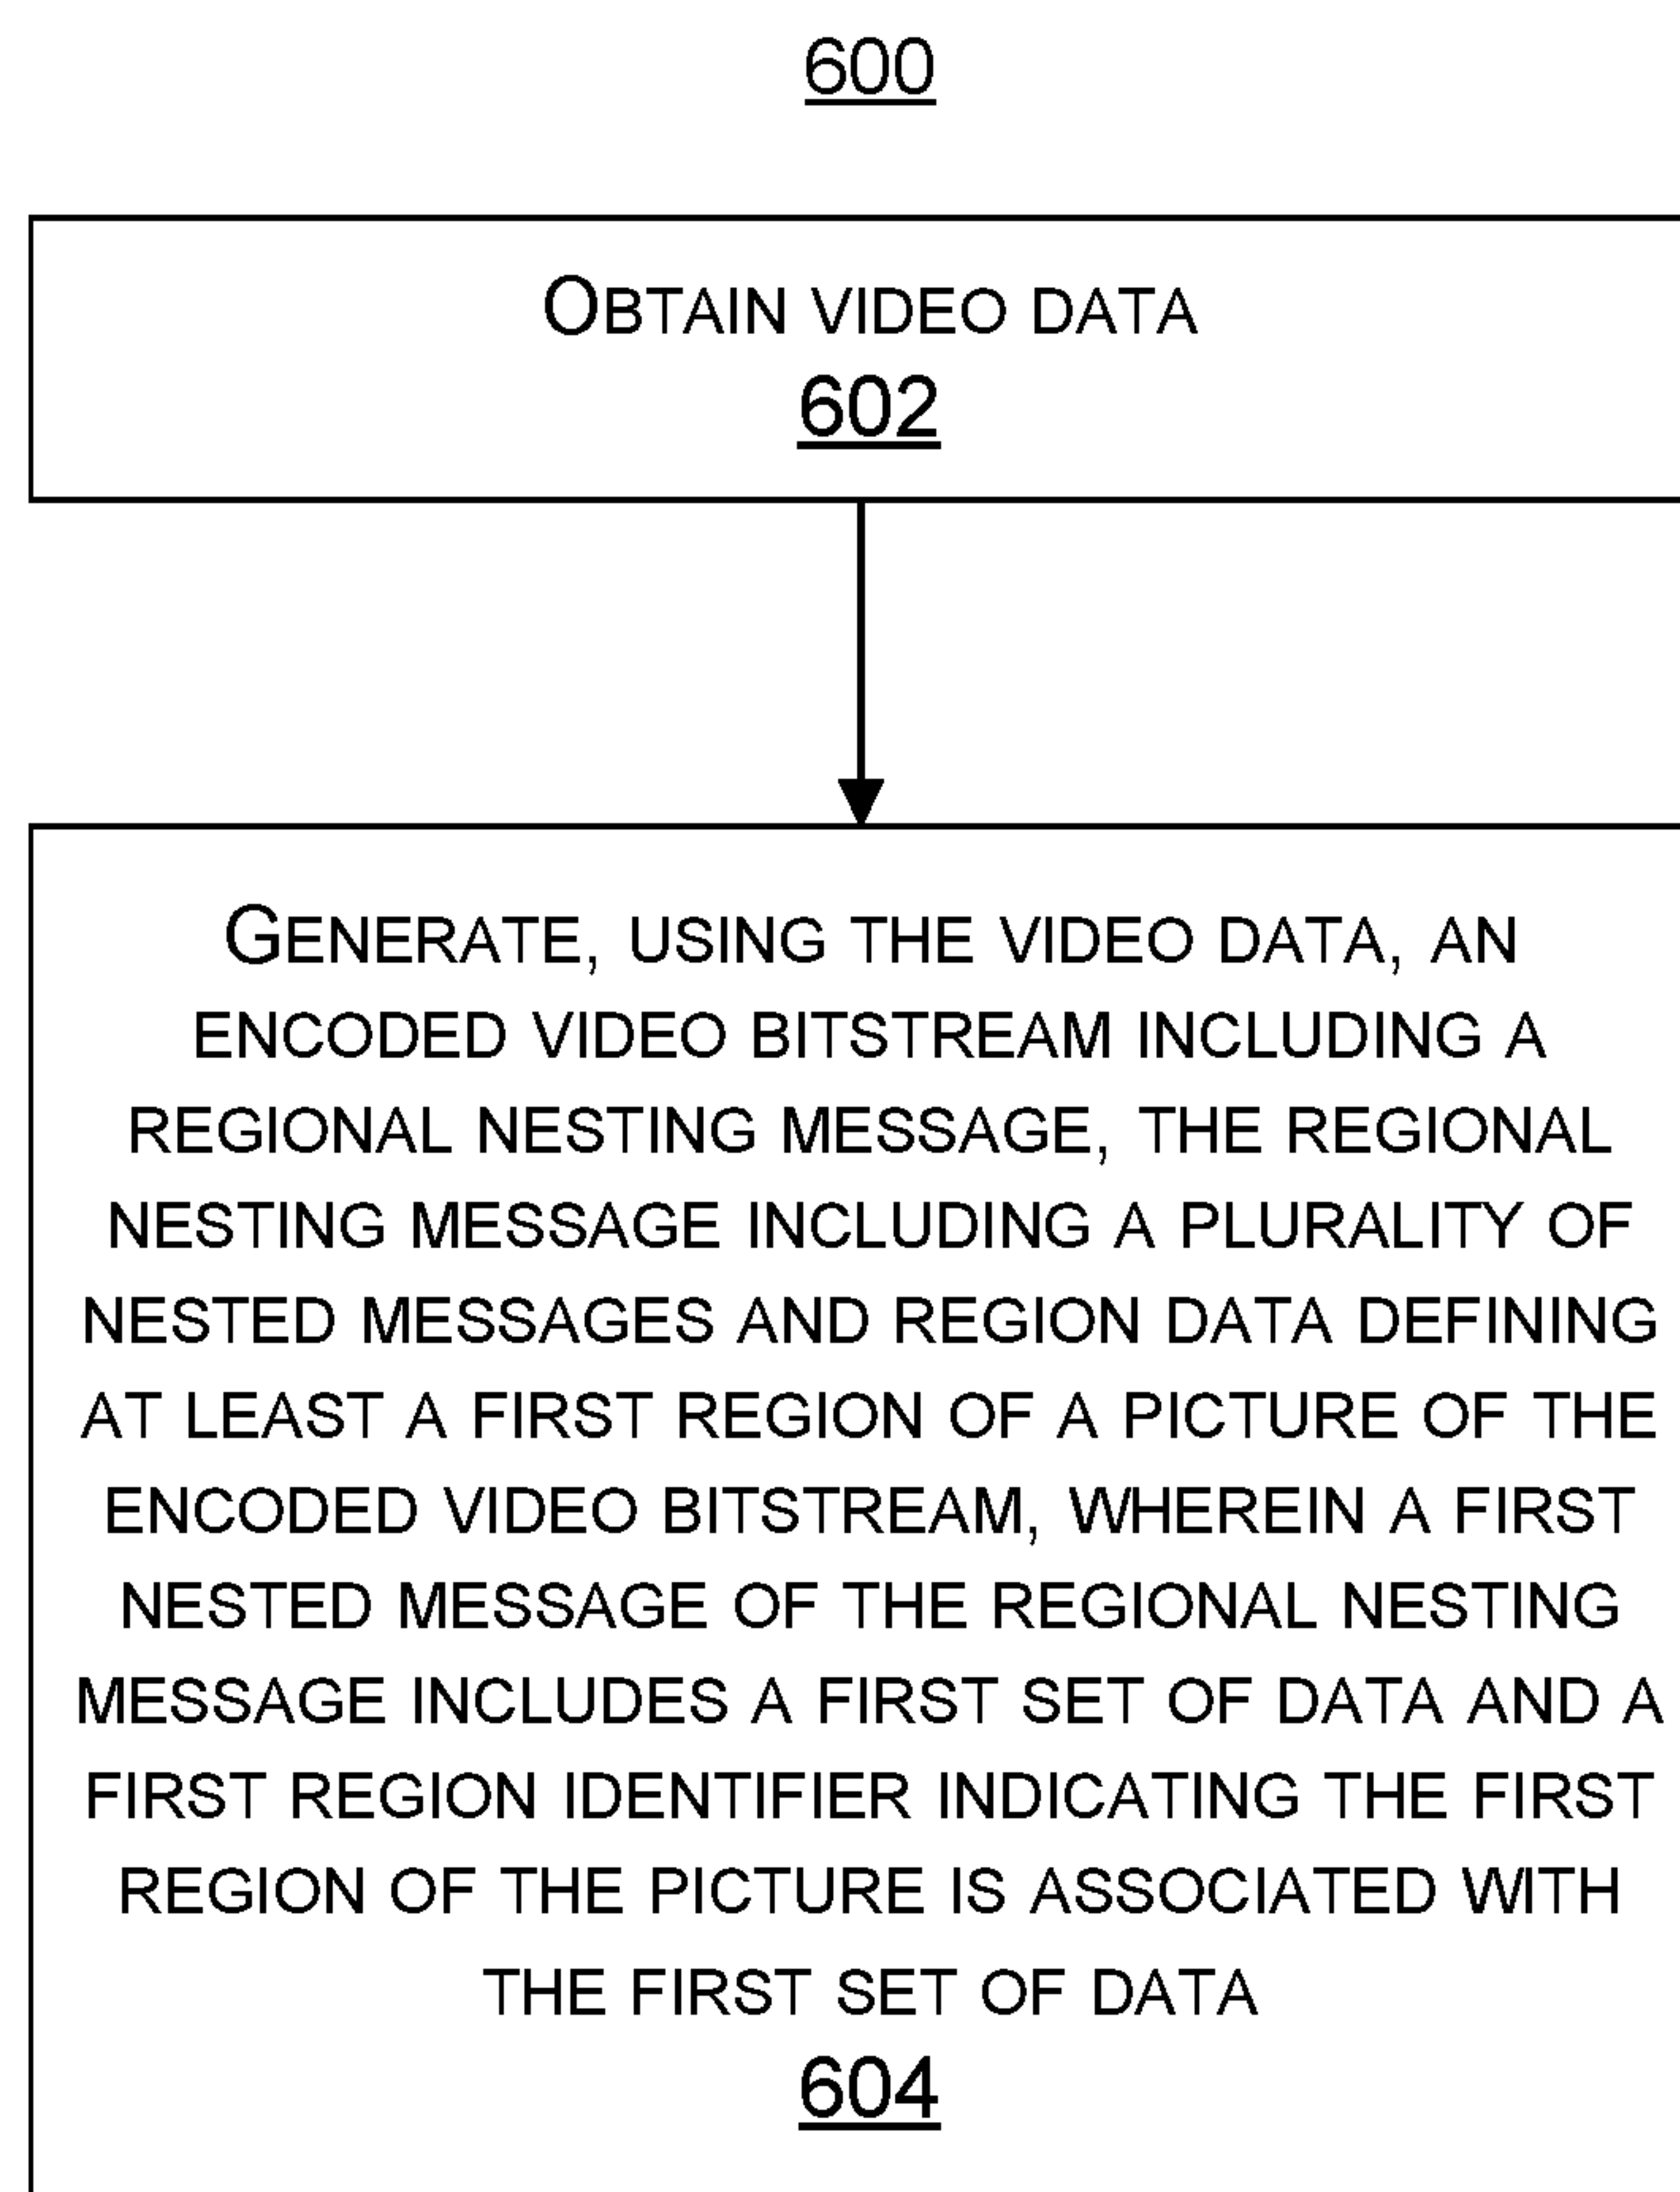 600
OBTAIN VIDEO DATA
602
GENERATE, USING THE VIDEO DATA, AN
ENCODED VIDEO BITSTREAM INCLUDING A
REGIONAL NESTING MESSAGE, THE REGIONAL
NESTING MESSAGE INCLUDING A PLURALITY OF
NESTED MESSAGES AND REGION DATA DEFINING
AT LEAST A FIRST REGION OF A PICTURE OF THE
ENCODED VIDEO BITSTREAM, WHEREIN A FIRST
NESTED MESSAGE OF THE REGIONAL NESTING
MESSAGE INCLUDES A FIRST SET OF DATA AND A
FIRST REGION IDENTIFIER INDICATING THE FIRST
REGION OF THE PICTURE IS ASSOCIATED WITH
THE FIRST SET OF DATA
604